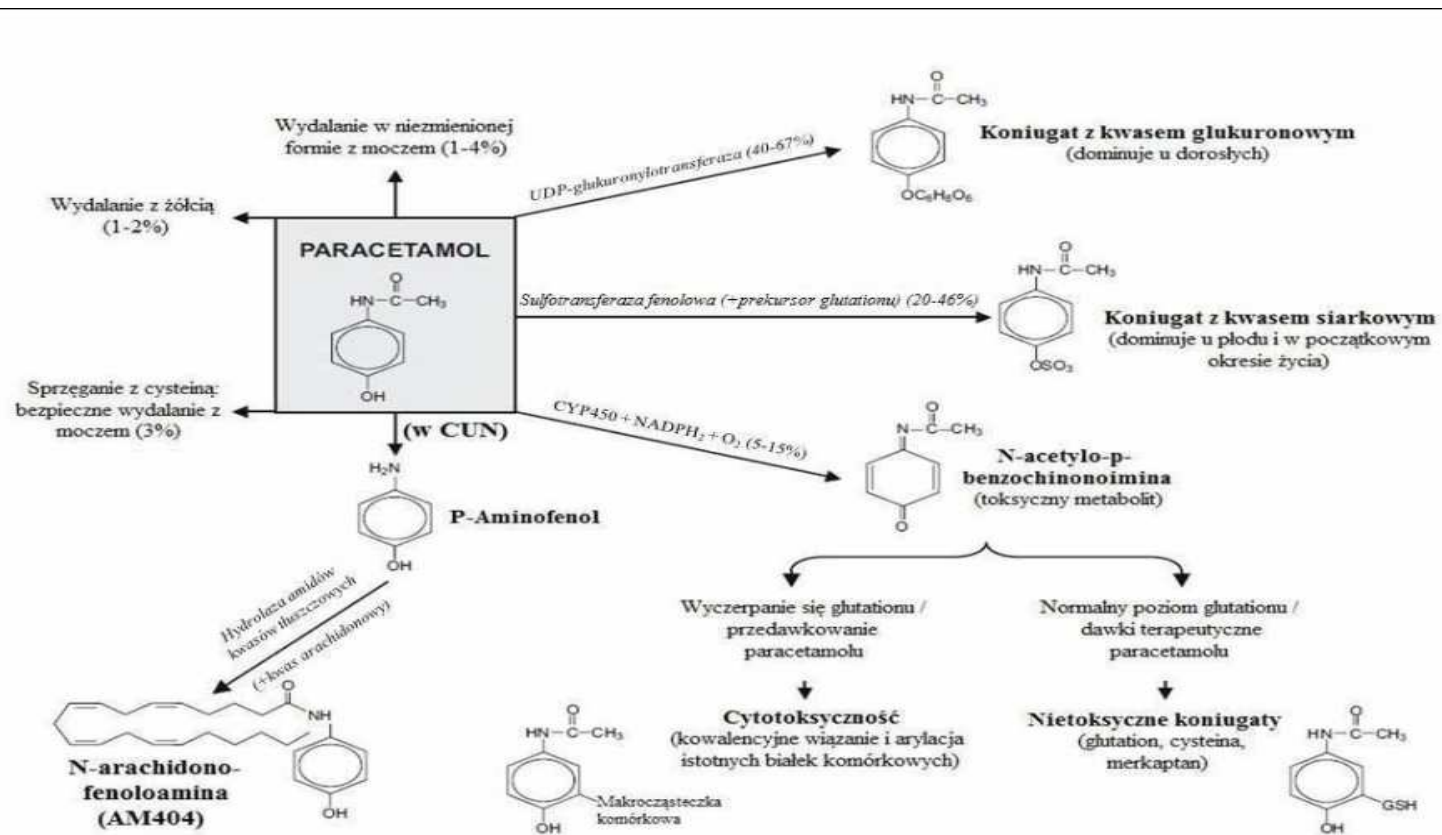 Wydalanie w niezmienionej
formie z moczem (1-4%)
Wydalanie z żółcią
(1-2%)
PARACETAMOL
O
HN-C-CH₃
OH
Sprzęganie z cysteiną:
bezpieczne wydalanie z
moczem (3%)
UDP-glukuronylotransferaza (40-67%)
O
HN-C-CH₃
OC₆H₈O₆
Koniugat z kwasem glukuronowym
(dominuje u dorosłych)
Sulfotransferaza fenolowa (+prekursor glutationu) (20-46%)
O
HN-C-CH₃
OSO₃
Koniugat z kwasem siarkowym
(dominuje u płodu i w początkowym
okresie życia)
CYP450 + NADPH₂ + O₂ (5-15%)
O
N-C-CH₃
O
N-acetylo-p-
benzochinonoimina
(toksyczny metabolit)
(w CUN)
H₂N
OH
P-Aminofenol
Hydrolaza amidów
kwasów tłuszczowych
(+kwas arachidonowy)
O
NH
OH
N-arachidono-
fenoloamina
(AM404)
Wyczerpanie się glutationu /
przedawkowanie
paracetamolu
Cytotoksyczność
(kowalencyjne wiązanie i arylacja
istotnych białek komórkowych)
O
HN-C-CH₃
OH
Makrocząsteczka
komórkowa
Normalny poziom glutationu /
dawki terapeutyczne
paracetamolu
Nietoksyczne koniugaty
(glutation, cysteina,
merkaptan)
O
HN-C-CH₃
GSH
OH